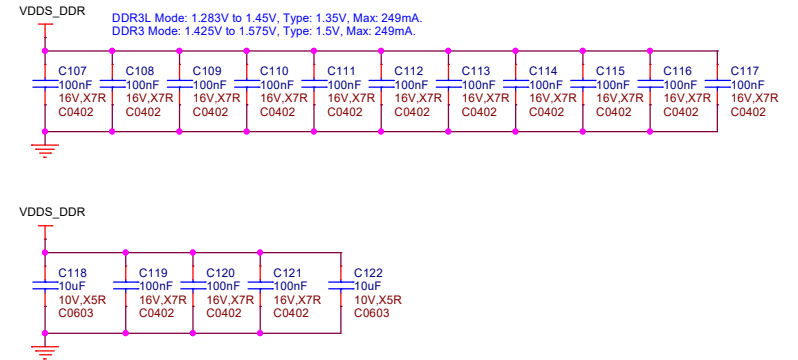 VDDS_DDR
DDR3L Mode: 1.283V to 1.45V, Type: 1.35V, Max: 249mA.
DDR3 Mode: 1.425V to 1.575V, Type: 1.5V, Max: 249mA.
C107 C108 C109 C110 C111 C112 C113 C114 C115 C116 C117
100nF 100nF 100nF 100nF 100nF 100nF 100nF 100nF 100nF 100nF 100nF
16V,X7R 16V,X7R 16V,X7R 16V,X7R 16V,X7R 16V,X7R 16V,X7R 16V,X7R 16V,X7R 16V,X7R 16V,X7R
C0402 C0402 C0402 C0402 C0402 C0402 C0402 C0402 C0402 C0402 C0402
VDDS_DDR
C118 C119 C120 C121 C122
10uF 100nF 100nF 100nF 10uF
10V,X5R 16V,X7R 16V,X7R 16V,X7R 10V,X5R
C0603 C0402 C0402 C0402 C0603